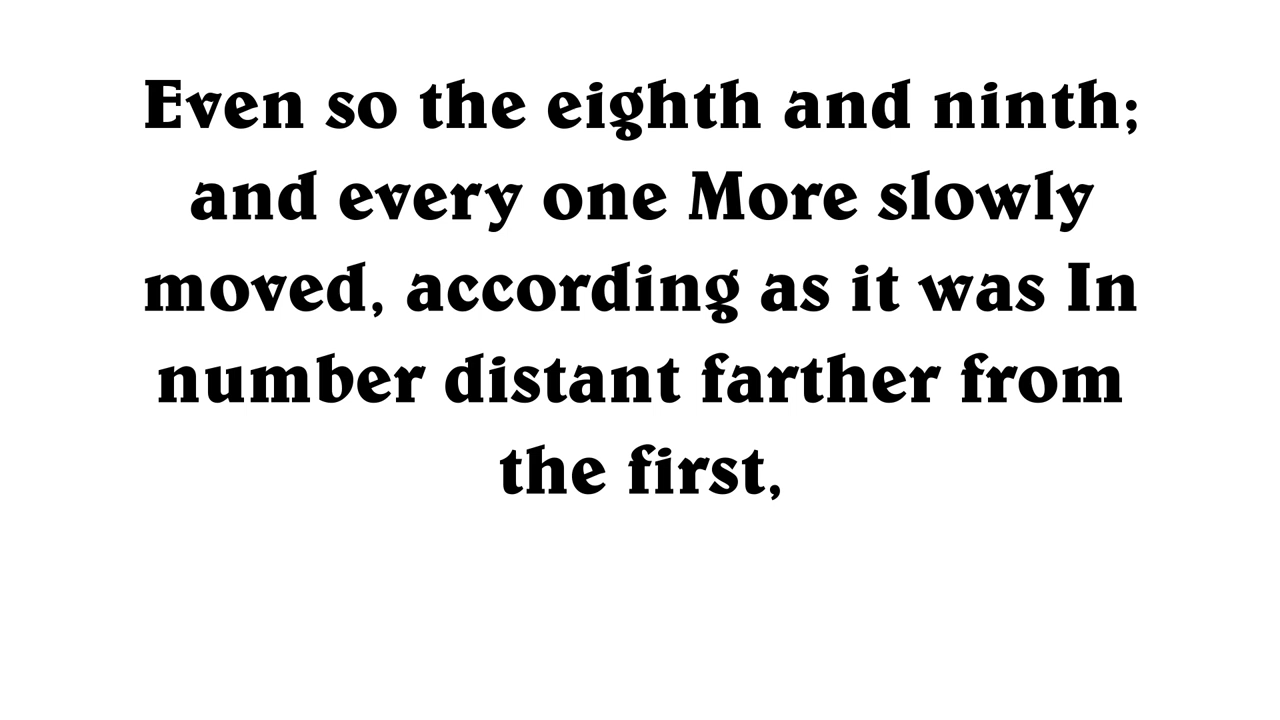 Even so the eighth and ninth;
and every one More slowly
moved, according as it was In
number distant farther from
the first,